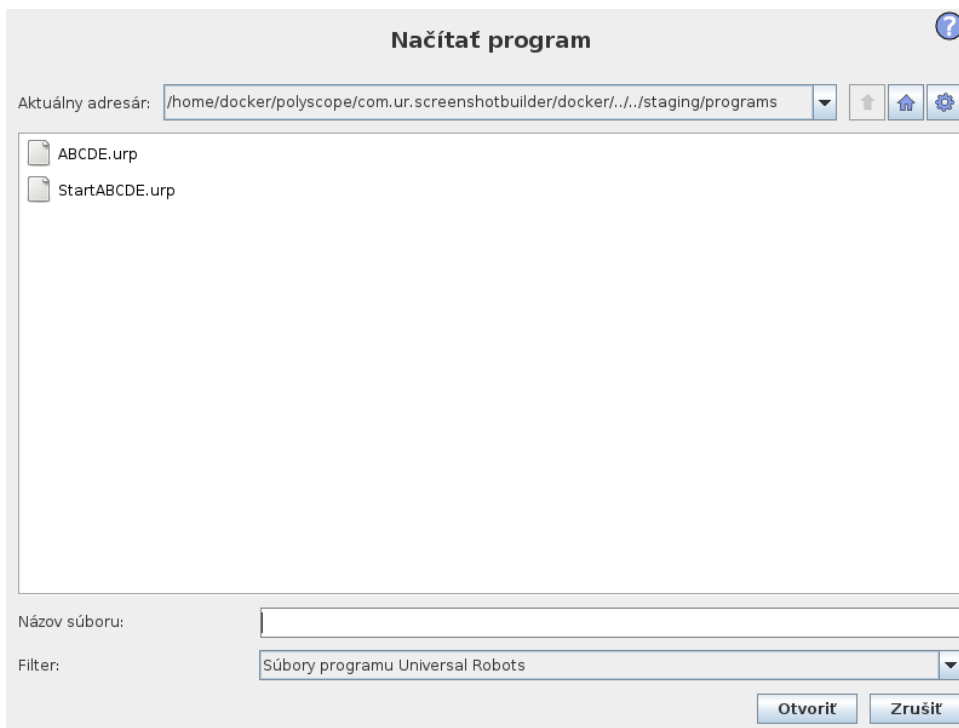 Načítať program
?
Aktuálny adresár: /home/docker/polyscope/com.ur.screenshotbuilder/docker/../../staging/programs
ABCDE.urp
StartABCDE.urp
Názov súboru:
Filter: Súbory programu Universal Robots
Otvoriť Zrušiť